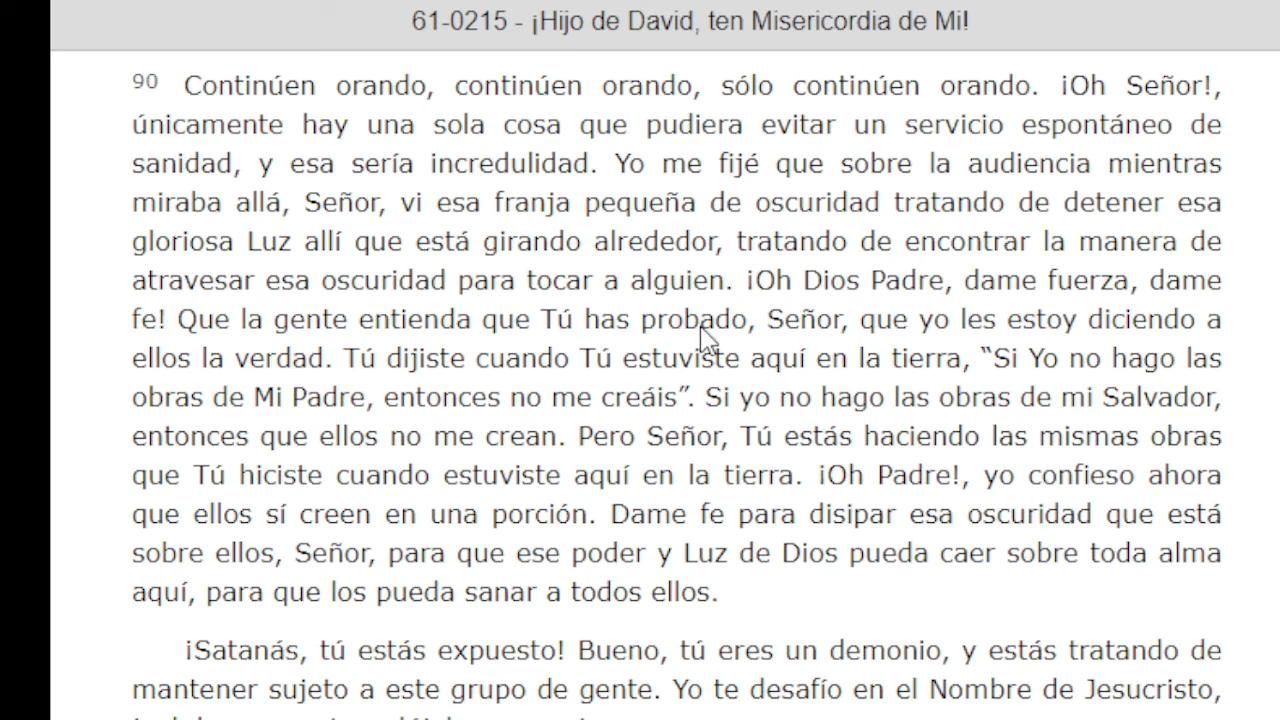 61-0215 - ¡Hijo de David, ten Misericordia de Mi!
90 Continúen orando, continúen orando, sólo continúen orando. ¡Oh Señor!,
únicamente hay una sola cosa que pudiera evitar un servicio espontáneo de
sanidad, y esa sería incredulidad. Yo me fijé que sobre la audiencia mientras
miraba allá, Señor, vi esa franja pequeña de oscuridad tratando de detener esa
gloriosa Luz allí que está girando alrededor, tratando de encontrar la manera de
atravesar esa oscuridad para tocar a alguien. ¡Oh Dios Padre, dame fuerza, dame
fe! Que la gente entienda que Tú has probado, Señor, que yo les estoy diciendo a
ellos la verdad. Tú dijiste cuando Tú estuviste aquí en la tierra, “Si Yo no hago las
obras de Mi Padre, entonces no me creáis”. Si yo no hago las obras de mi Salvador,
entonces que ellos no me crean. Pero Señor, Tú estás haciendo las mismas obras
que Tú hiciste cuando estuviste aquí en la tierra. ¡Oh Padre!, yo confieso ahora
que ellos sí creen en una porción. Dame fe para disipar esa oscuridad que está
sobre ellos, Señor, para que ese poder y Luz de Dios pueda caer sobre toda alma
aquí, para que los pueda sanar a todos ellos.
¡Satanás, tú estás expuesto! Bueno, tú eres un demonio, y estás tratando de
mantener sujeto a este grupo de gente. Yo te desafío en el Nombre de Jesucristo,